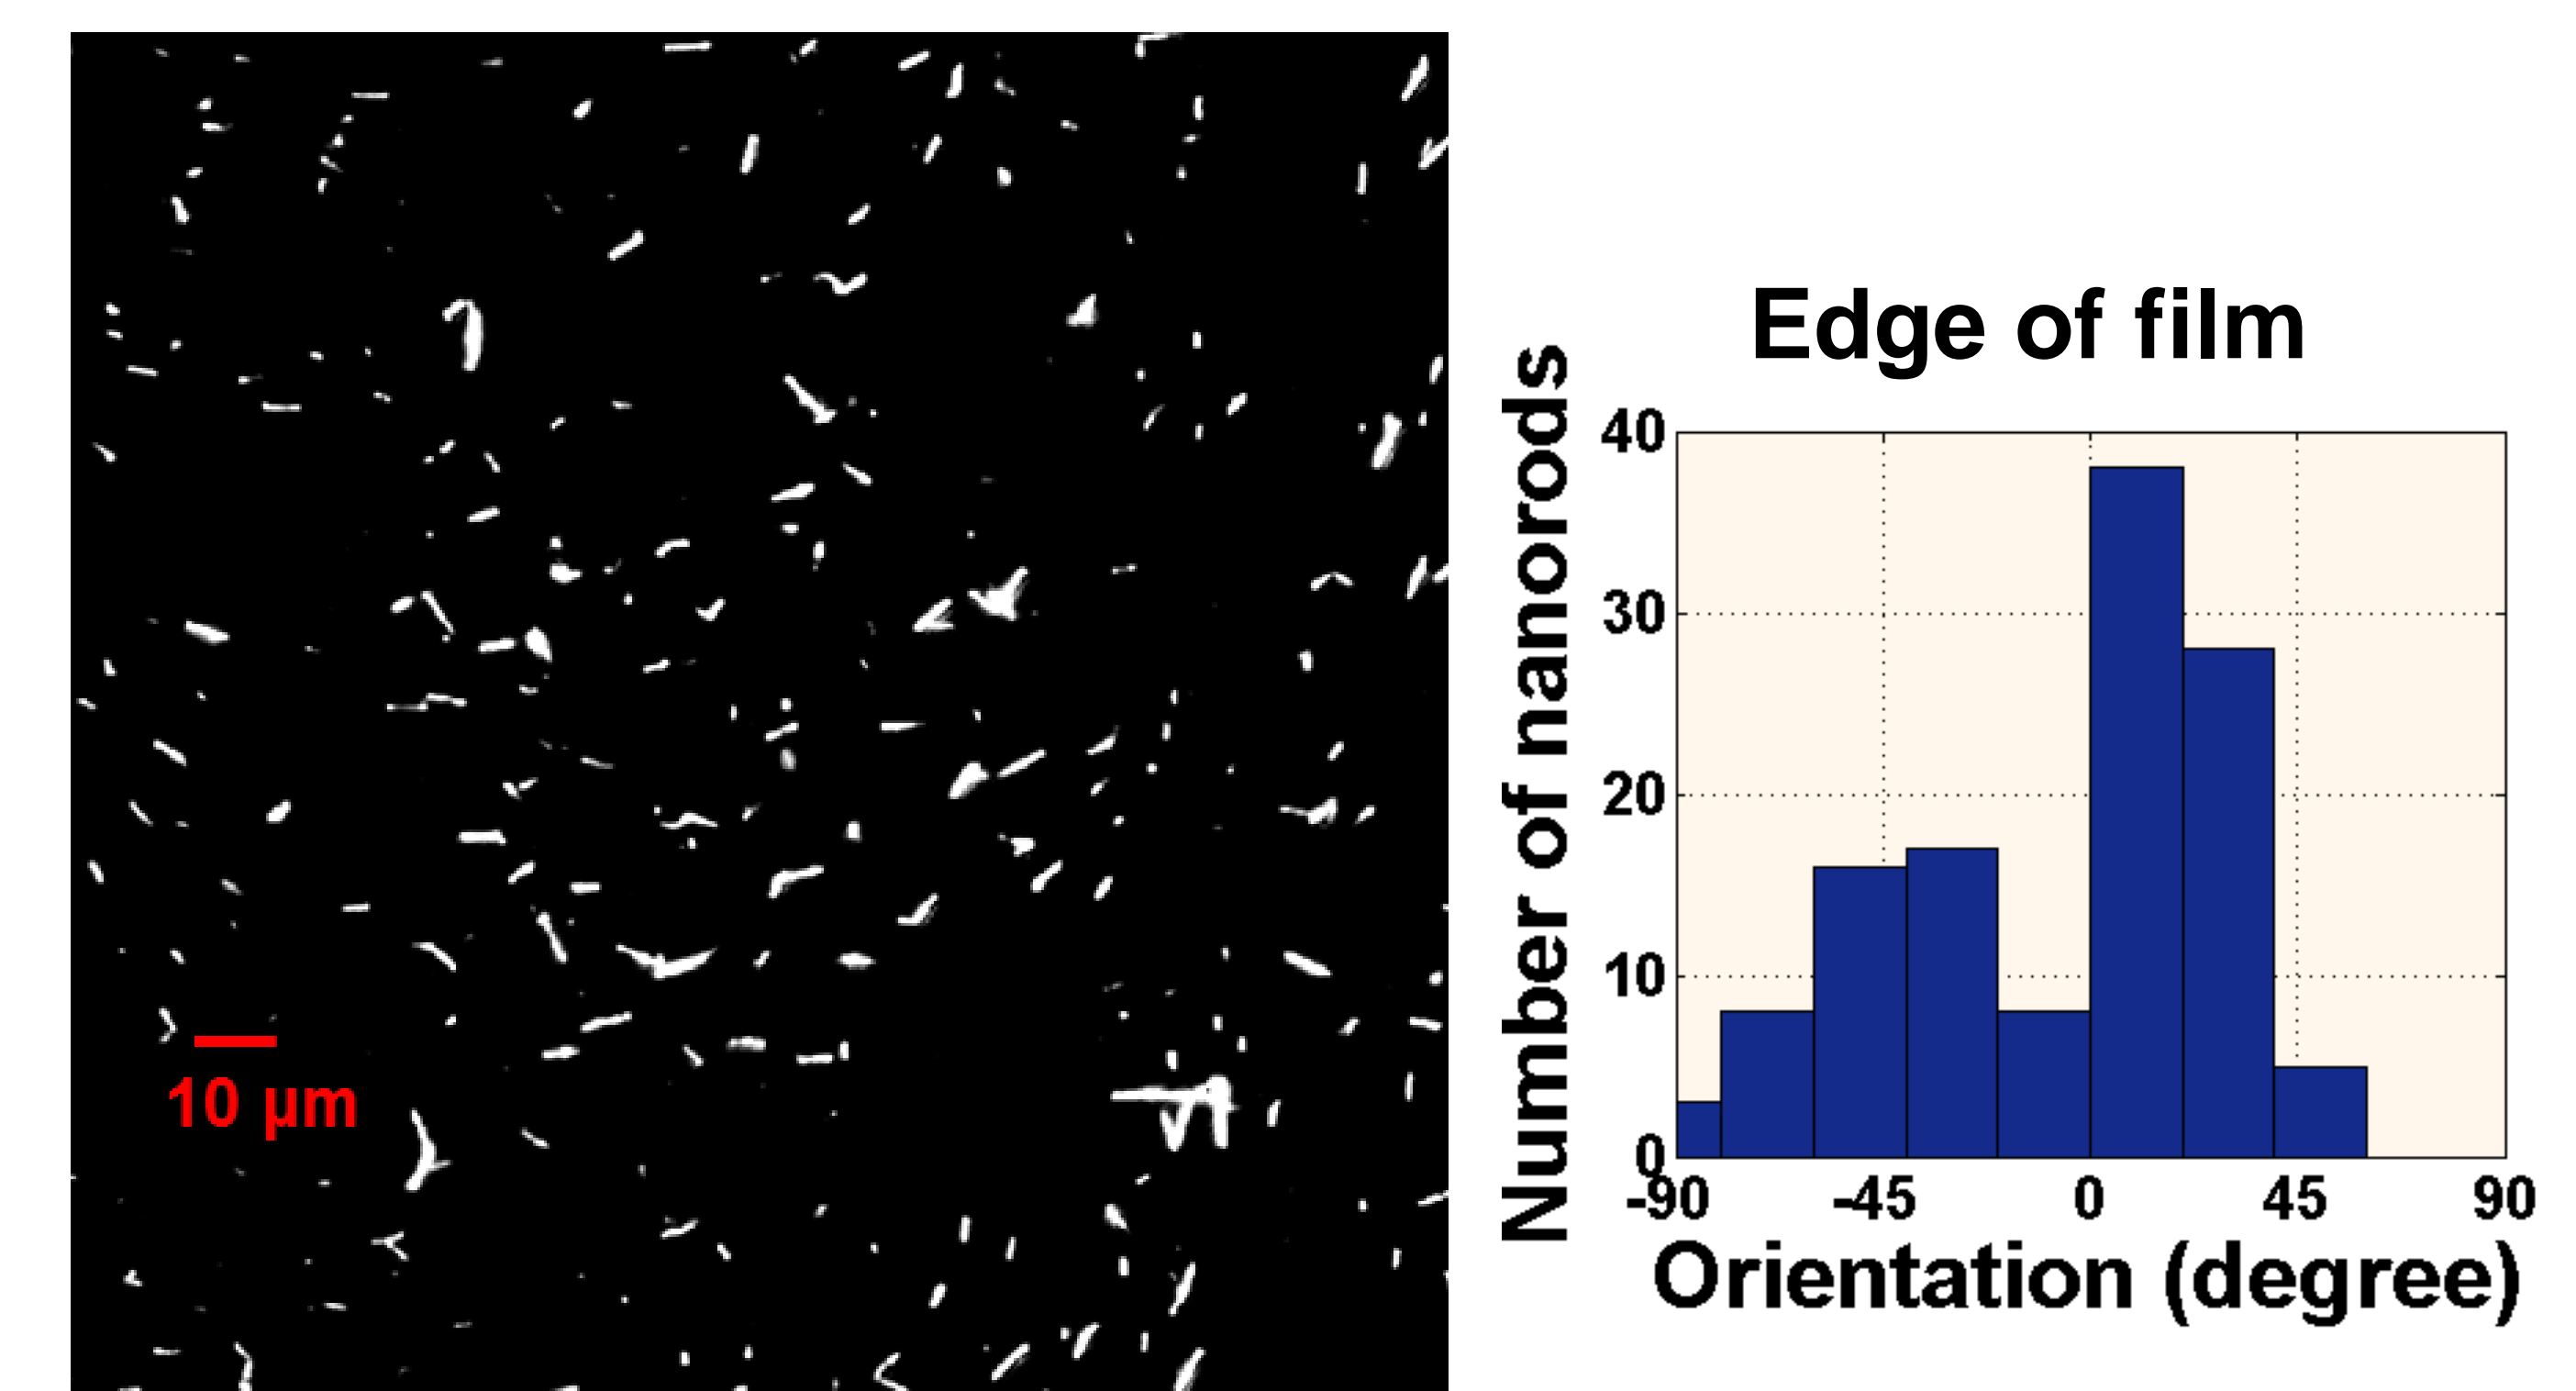 10 µm
Edge of film
Number of nanorods
40
30
20
10
0
-90 -45 0 45 90
Orientation (degree)